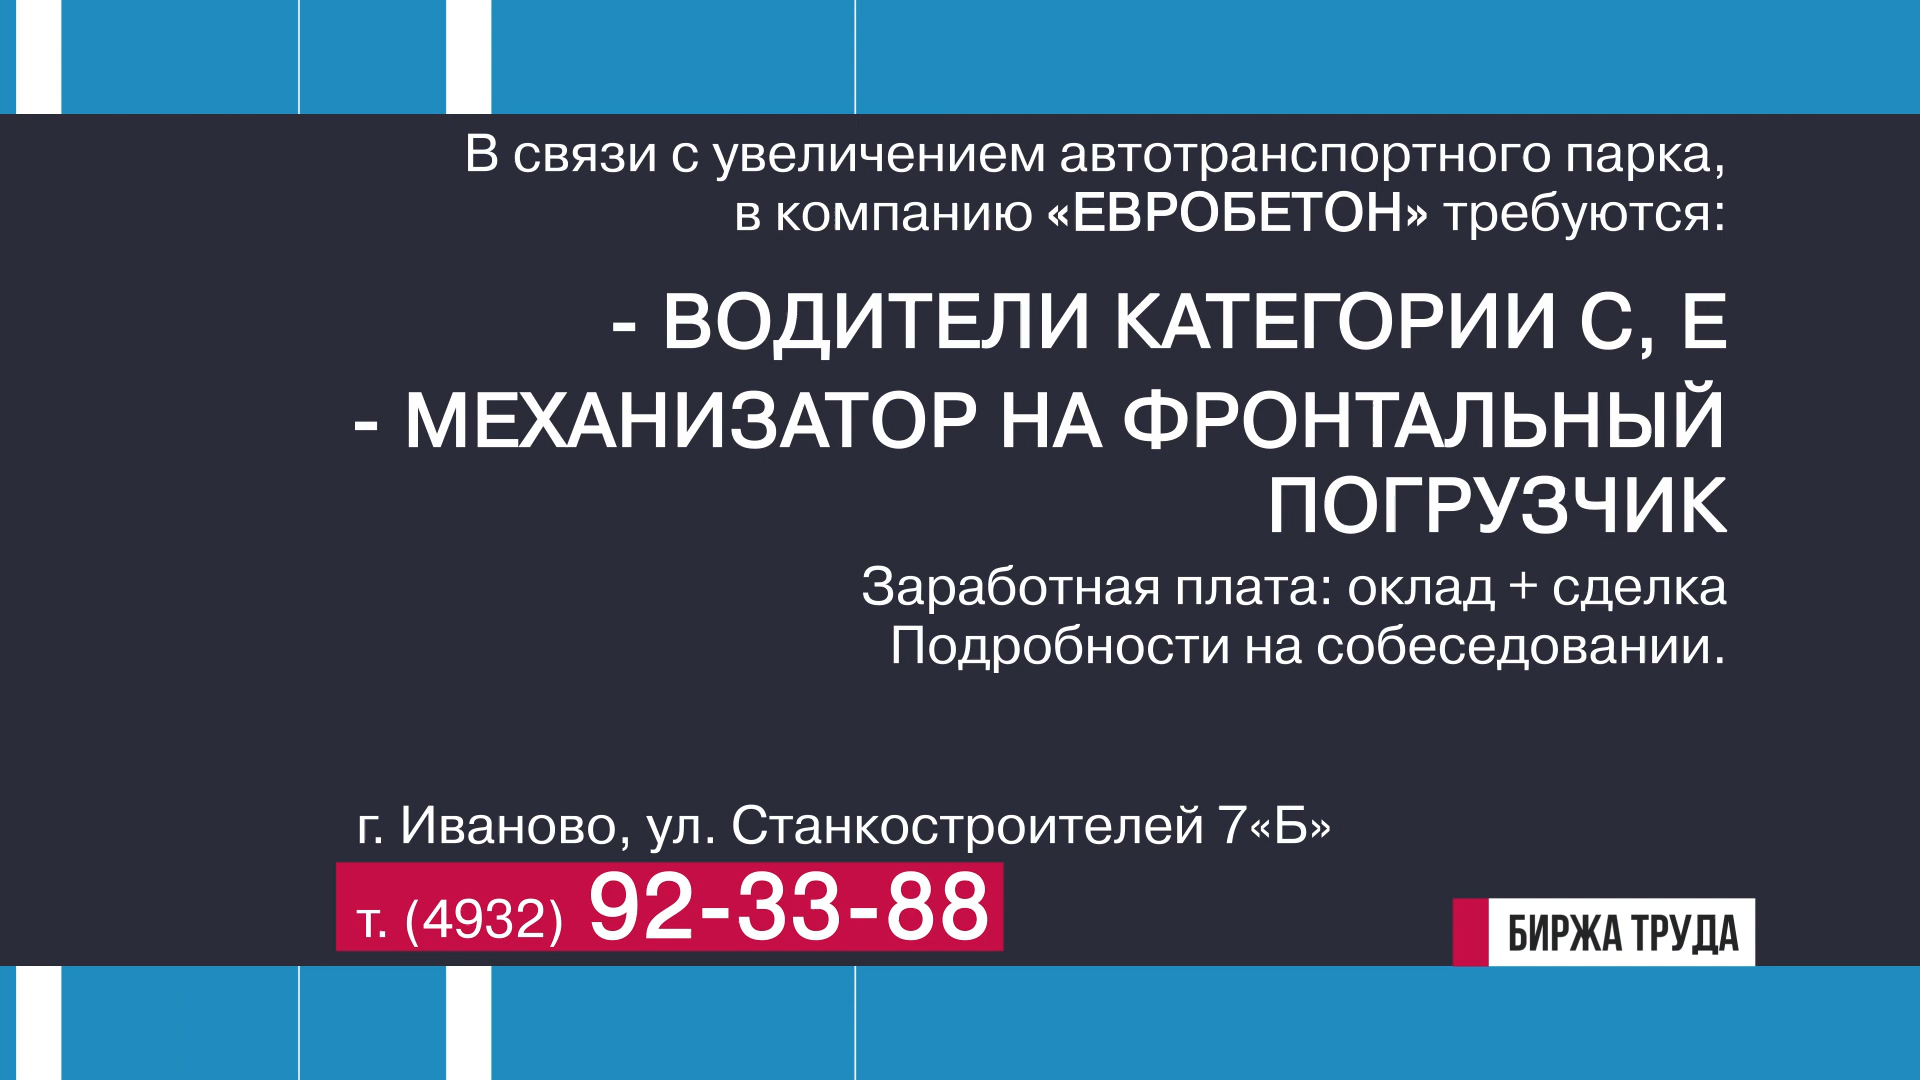 В связи с увеличением автотранспортного парка,
в компанию «ЕВРОБЕТОН» требуются:
- ВОДИТЕЛИ КАТЕГОРИИ С, Е
- МЕХАНИЗАТОР НА ФРОНТАЛЬНЫЙ
ПОГРУЗЧИК
Заработная плата: оклад + сделка
Подробности на собеседовании.
г. Иваново, ул. Станкостроителей 7«Б»
т. (4932) 92-33-88
БИРЖА ТРУДА